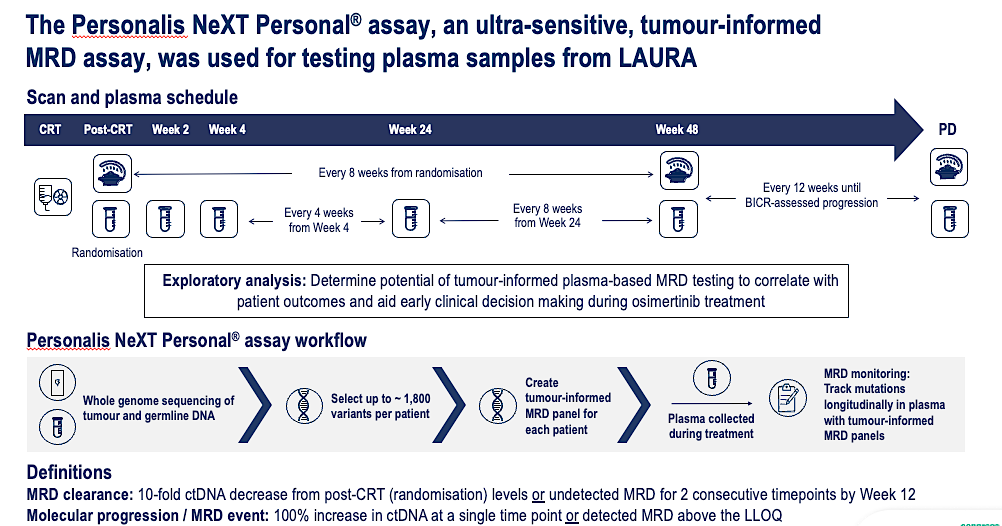 The Personalis NeXT Personal® assay, an ultra-sensitive, tumour-informed
MRD assay, was used for testing plasma samples from LAURA
Scan and plasma schedule
CRT Post-CRT Week 2 Week 4 Week 24 Week 48 PD
Every 8 weeks from randomisation
Every 12 weeks until
BICR-assessed progression
Every 4 weeks
from Week 4
Every 8 weeks
from Week 24
Randomisation
Exploratory analysis: Determine potential of tumour-informed plasma-based MRD testing to correlate with
patient outcomes and aid early clinical decision making during osimertinib treatment
Personalis NeXT Personal® assay workflow
Whole genome sequencing of
tumour and germline DNA
Select up to ~ 1,800
variants per patient
Create
tumour-informed
MRD panel for
each patient
Plasma collected
during treatment
MRD monitoring:
Track mutations
longitudinally in plasma
with tumour-informed
MRD panels
Definitions
MRD clearance: 10-fold ctDNA decrease from post-CRT (randomisation) levels or undetected MRD for 2 consecutive timepoints by Week 12
Molecular progression / MRD event: 100% increase in ctDNA at a single time point or detected MRD above the LLOQ